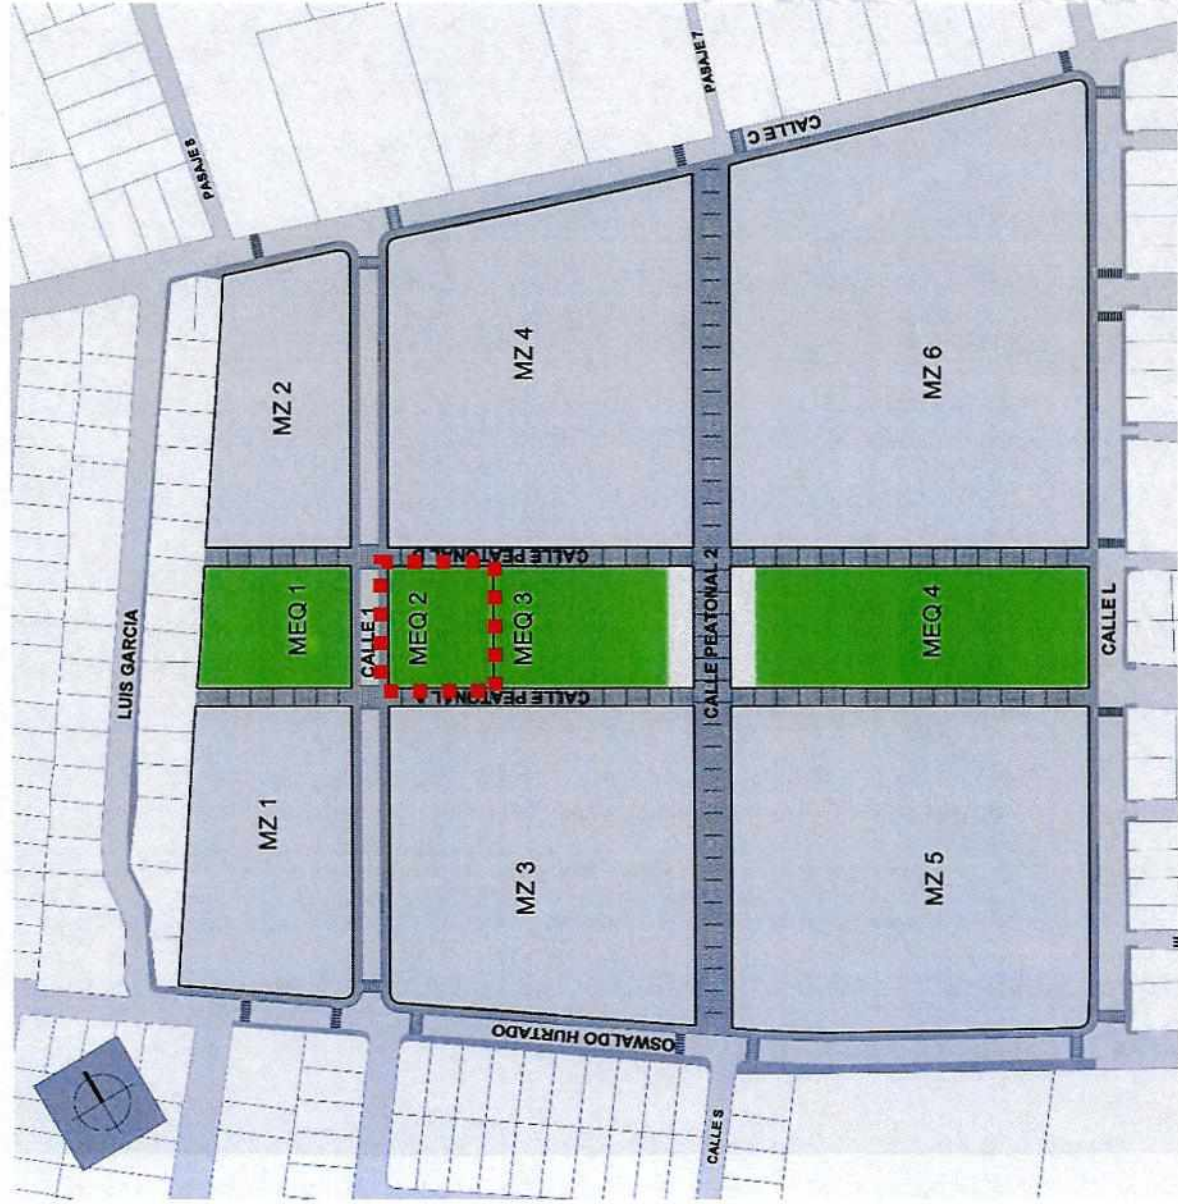 PASAJE 7
PASAJE 6
CALLE C
LUIS GARCIA
MZ 2
MZ 4
MZ 6
CALLE PEATONAL
MEQ 1
CALLE 1
MEQ 2
MEQ 3
CALLE PEATONAL 2
MEQ 4
CALLE L
CALLE PEATONAL
MZ 1
MZ 3
MZ 5
OSWALDO HURTADO
CALLE S